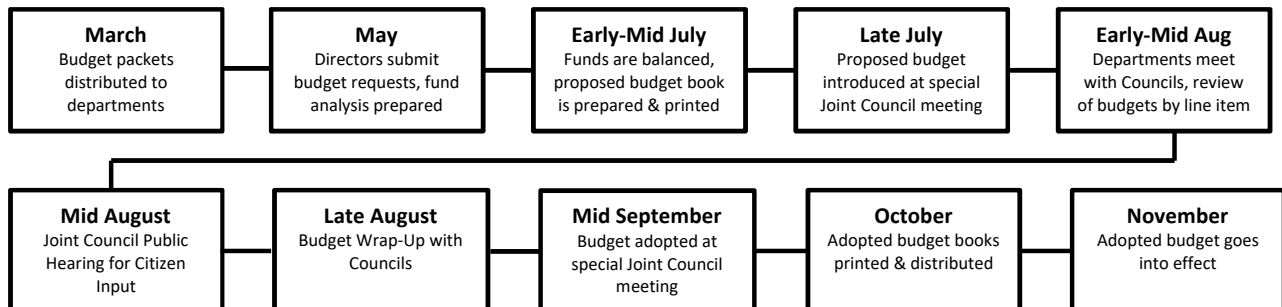 March
Budget packets
distributed to
departments
May
Directors submit
budget requests, fund
analysis prepared
Early-Mid July
Funds are balanced,
proposed budget book
is prepared & printed
Late July
Proposed budget
introduced at special
Joint Council meeting
Early-Mid Aug
Departments meet
with Councils, review
of budgets by line item
Mid August
Joint Council Public
Hearing for Citizen
Input
Late August
Budget Wrap-Up with
Councils
Mid September
Budget adopted at
special Joint Council
meeting
October
Adopted budget books
printed & distributed
November
Adopted budget goes
into effect